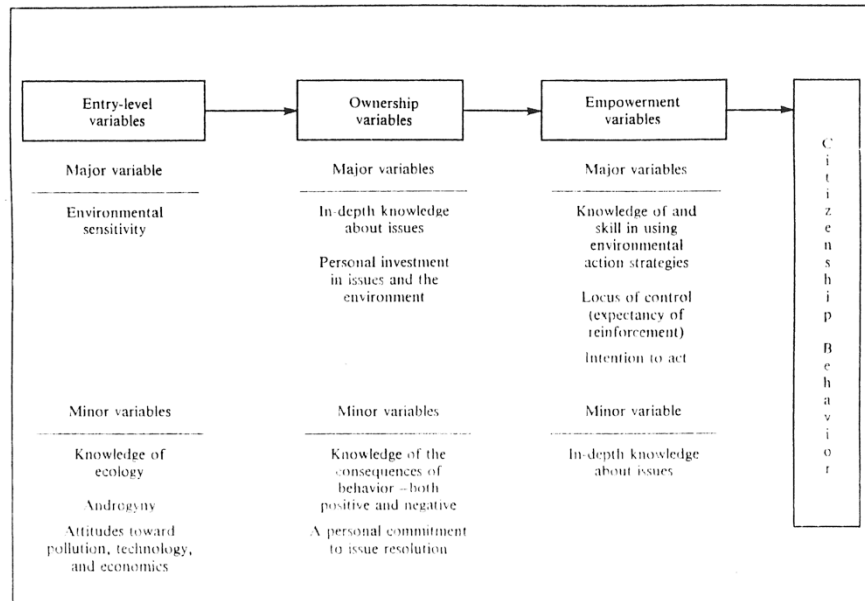 Entry-level
variables
Ownership
variables
Empowerment
variables
Citizenship Behavior
Major variable
Environmental
sensitivity
Major variables
In-depth knowledge
about issues
Personal investment
in issues and the
environment
Major variables
Knowledge of and
skill in using
environmental
action strategies
Locus of control
(expectancy of
reinforcement)
Intention to act
Minor variables
Knowledge of
ecology
Androgyny
Attitudes toward
pollution, technology,
and economics
Minor variables
Knowledge of the
consequences of
behavior–both
positive and negative
A personal commitment
to issue resolution
Minor variable
In-depth knowledge
about issues